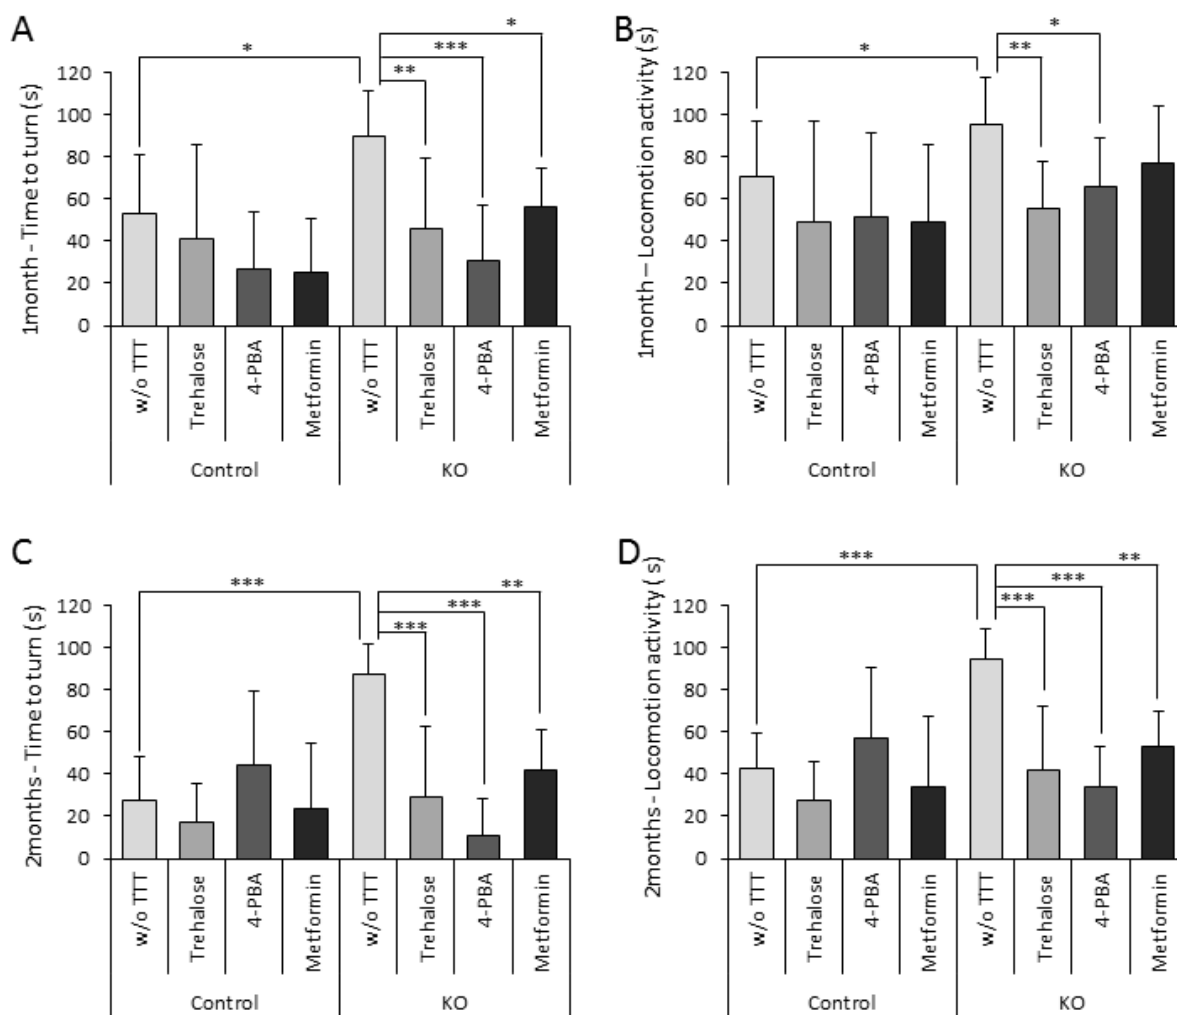 A
1month - Time to turn (s)
120
100
80
60
40
20
0
*
*
***
**
w/o TTT
Trehalose
4-PBA
Metformin
w/o TTT
Trehalose
4-PBA
Metformin
Control
KO
B
1month – Locomotion activity (s)
120
100
80
60
40
20
0
*
*
**
w/o TTT
Trehalose
4-PBA
Metformin
w/o TTT
Trehalose
4-PBA
Metformin
Control
KO
C
2months - Time to turn (s)
120
100
80
60
40
20
0
***
**
***
***
w/o TTT
Trehalose
4-PBA
Metformin
w/o TTT
Trehalose
4-PBA
Metformin
Control
KO
D
2months - Locomotion activity (s)
120
100
80
60
40
20
0
***
**
***
***
w/o TTT
Trehalose
4-PBA
Metformin
w/o TTT
Trehalose
4-PBA
Metformin
Control
KO